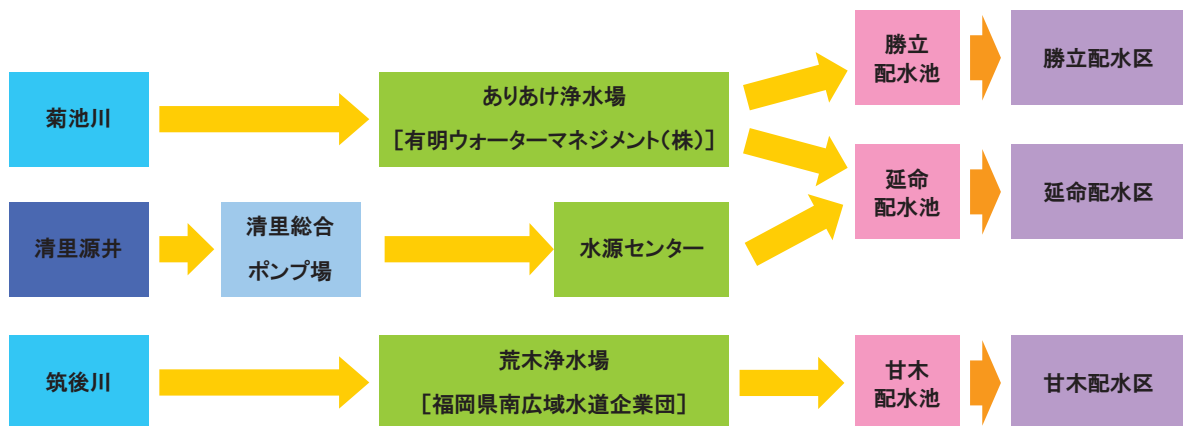 菊池川
ありあけ浄水場
［有明ウォーターマネジメント（株）］
勝立
配水池
勝立配水区
延命
配水池
延命配水区
清里源井
清里総合
ポンプ場
水源センター
筑後川
荒木浄水場
［福岡県南広域水道企業団］
甘木
配水池
甘木配水区